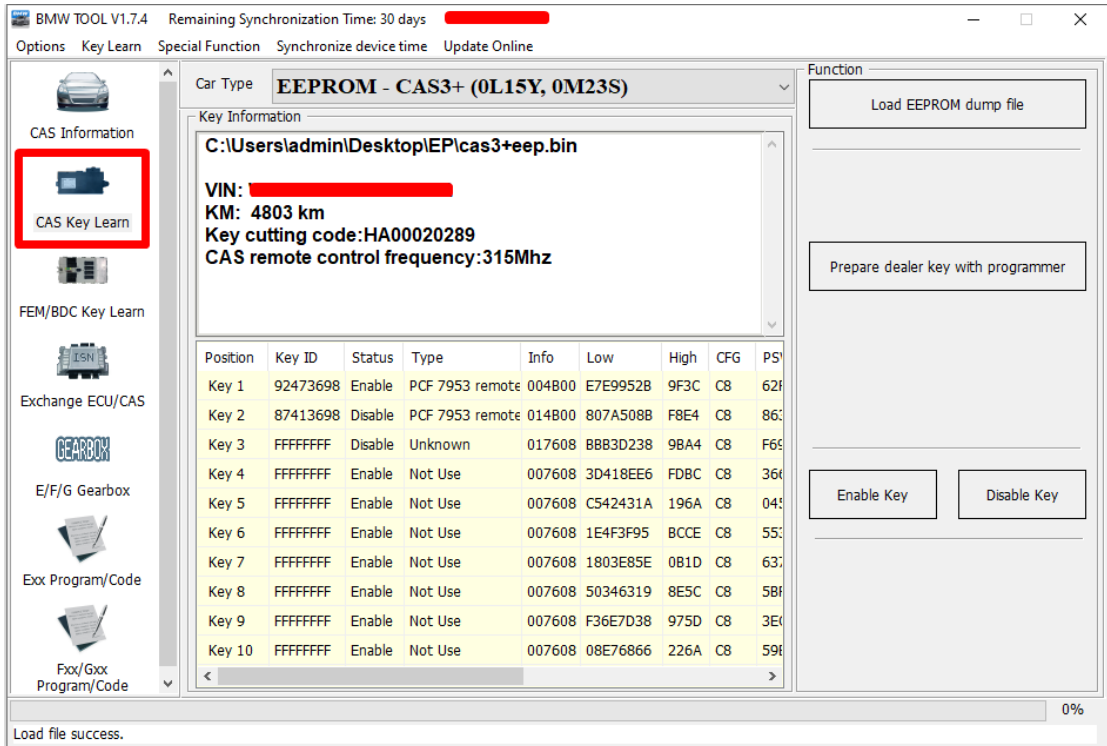 BMW TOOL V1.7.4 Remaining Synchronization Time: 30 days
Options Key Learn Special Function Synchronize device time Update Online
CAS Information
CAS Key Learn
FEM/BDC Key Learn
ISN
Exchange ECU/CAS
GEARBOX
E/F/G Gearbox
Exx Program/Code
Fxx/Gxx
Program/Code
Car Type EEPROM - CAS3+ (0L15Y, 0M23S)
Key Information
C:\Users\admin\Desktop\EP\cas3+eep.bin
VIN:
KM: 4803 km
Key cutting code:HA00020289
CAS remote control frequency:315Mhz
Position Key ID Status Type Info Low High CFG
Key 1 92473698 Enable PCF 7953 remote 004B00 E7E9952B 9F3C C8
Key 2 87413698 Disable PCF 7953 remote 014B00 807A508B F8E4 C8
Key 3 FFFFFFFF Disable Unknown 017608 BBB3D238 9BA4 C8
Key 4 FFFFFFFF Enable Not Use 007608 3D418EE6 FDBC C8
Key 5 FFFFFFFF Enable Not Use 007608 C542431A 196A C8
Key 6 FFFFFFFF Enable Not Use 007608 1E4F3F95 BCCE C8
Key 7 FFFFFFFF Enable Not Use 007608 1803E85E 0B1D C8
Key 8 FFFFFFFF Enable Not Use 007608 50346319 8E5C C8
Key 9 FFFFFFFF Enable Not Use 007608 F36E7D38 975D C8
Key 10 FFFFFFFF Enable Not Use 007608 08E76866 226A C8
Function
Load EEPROM dump file
Prepare dealer key with programmer
Enable Key Disable Key
0%
Load file success.